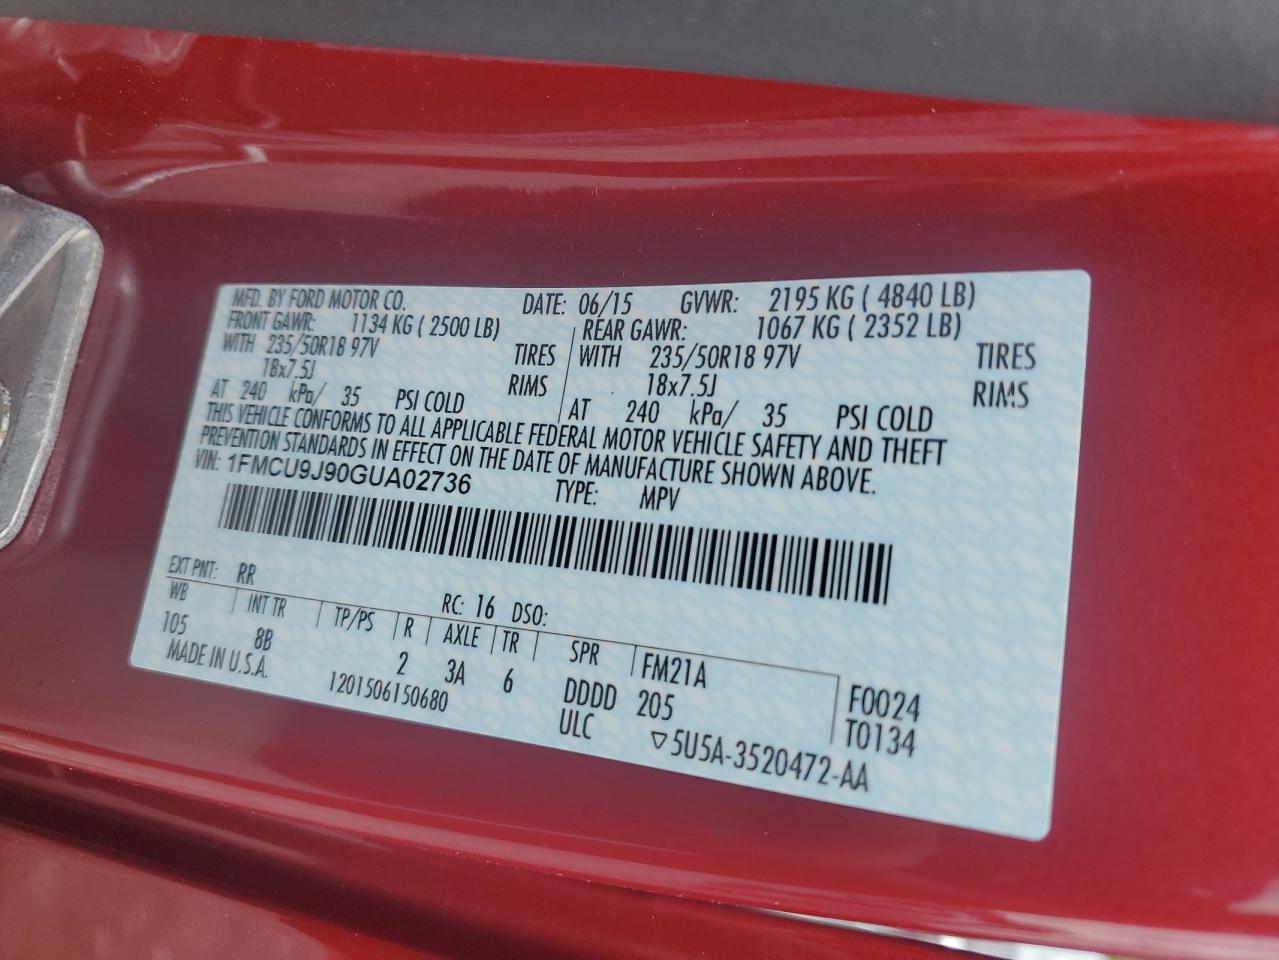 MFD. BY FORD MOTOR CO. DATE: 06/15 GVWR: 2195 KG ( 4840 LB)
FRONT GAWR: 1134 KG ( 2500 LB) REAR GAWR: 1067 KG ( 2352 LB)
WITH 235/50R18 97V TIRES WITH 235/50R18 97V TIRES
18x7.5J RIMS 18x7.5J RIMS
AT 240 kPa/ 35 PSI COLD AT 240 kPa/ 35 PSI COLD
THIS VEHICLE CONFORMS TO ALL APPLICABLE FEDERAL MOTOR VEHICLE SAFETY AND THEFT
PREVENTION STANDARDS IN EFFECT ON THE DATE OF MANUFACTURE SHOWN ABOVE.
VIN: 1FMCU9J90GUA02736 TYPE: MPV
EXT PNT: RR RC: 16 DSO:
WB INT TR TP/PS R AXLE TR SPR FM21A
105 8B 2 3A 6 DDDD 205 F0024
MADE IN U.S.A. 1201506150680 ULC T0134
▽5U5A-3520472-AA